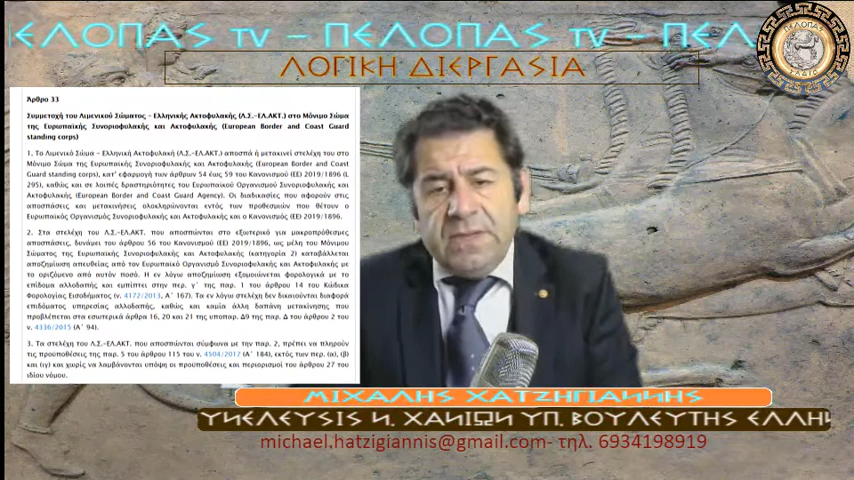 ΕΛΟΠΑΣ TV – ΠΕΛΟΠΑΣ TV – ΠΕΛ
ΠΕΛΟΠΑΣ
ΛΟΓΙΚΗ ΔΙΕΡΓΑΣΙΑ
Άρθρο 33
Συμμετοχή του Λιμενικού Σώματος – Ελληνικής Ακτοφυλακής (Λ.Σ.–ΕΛ.ΑΚΤ.) στο Μόνιμο Σώμα
της Ευρωπαϊκής Συνοριοφυλακής και Ακτοφυλακής (European Border and Coast Guard
standing corps)
1. Το Λιμενικό Σώμα – Ελληνική Ακτοφυλακή (Λ.Σ.–ΕΛ.ΑΚΤ.) αποσπά ή μετακινεί στελέχη του στο
Μόνιμο Σώμα της Ευρωπαϊκής Συνοριοφυλακής και Ακτοφυλακής (European Border and Coast
Guard standing corps), κατ' εφαρμογή των άρθρων 54 έως 59 του Κανονισμού (ΕΕ) 2019/1896 (L
295), καθώς και σε λοιπές δραστηριότητες του Ευρωπαϊκού Οργανισμού Συνοριοφυλακής και
Ακτοφυλακής (European Border and Coast Guard Agency). Οι διαδικασίες που αφορούν στις
αποσπάσεις και μετακινήσεις ολοκληρώνονται εντός των προθεσμιών που θέτουν ο
Ευρωπαϊκός Οργανισμός Συνοριοφυλακής και Ακτοφυλακής και ο Κανονισμός (ΕΕ) 2019/1896.
2. Στα στελέχη του Λ.Σ.–ΕΛ.ΑΚΤ. που αποσπώνται στο εξωτερικό για μακροπρόθεσμες
αποσπάσεις, δυνάμει του άρθρου 56 του Κανονισμού (ΕΕ) 2019/1896, ως μέλη του Μόνιμου
Σώματος της Ευρωπαϊκής Συνοριοφυλακής και Ακτοφυλακής (κατηγορία 2) καταβάλλεται
αποζημίωση απευθείας από τον Ευρωπαϊκό Οργανισμό Συνοριοφυλακής και Ακτοφυλακής με
το οριζόμενο από αυτόν ποσό. Η εν λόγω αποζημίωση εξομοιώνεται φορολογικά με το
επίδομα αλλοδαπής και εμπίπτει στην περ. γ΄ της παρ. 1 του άρθρου 14 του Κώδικα
Φορολογίας Εισοδήματος (ν. 4172/2013, Α΄ 167). Τα εν λόγω στελέχη δεν δικαιούνται διαφορά
επιδόματος υπηρεσίας αλλοδαπής, καθώς και καμία άλλη δαπάνη μετακίνησης που
προβλέπεται στα εσωτερικά άρθρα 16, 20 και 21 της υποπαρ. Δ9 της παρ. Δ του άρθρου 2 του
ν. 4336/2015 (Α΄ 94).
3. Τα στελέχη του Λ.Σ.–ΕΛ.ΑΚΤ. που αποσπώνται σύμφωνα με την παρ. 2, πρέπει να πληρούν
τις προϋποθέσεις της παρ. 5 του άρθρου 115 του ν. 4504/2017 (Α΄ 184), εκτός των περ. (α), (β)
και (ιγ) και χωρίς να λαμβάνονται υπόψη οι προϋποθέσεις και περιορισμοί του άρθρου 27 του
ίδιου νόμου.
ΜΙΧΑΛΗΣ ΧΑΤΖΗΓΙΑΝΝΗΣ
ΥΝΕΛΕΥΣΙΣ Ν. ΧΑΝΙΩΝ ΥΠ. ΒΟΥΛΕΥΤΗΣ ΕΛΛΗΝ
michael.hatzigiannis@gmail.com- τηλ. 6934198919